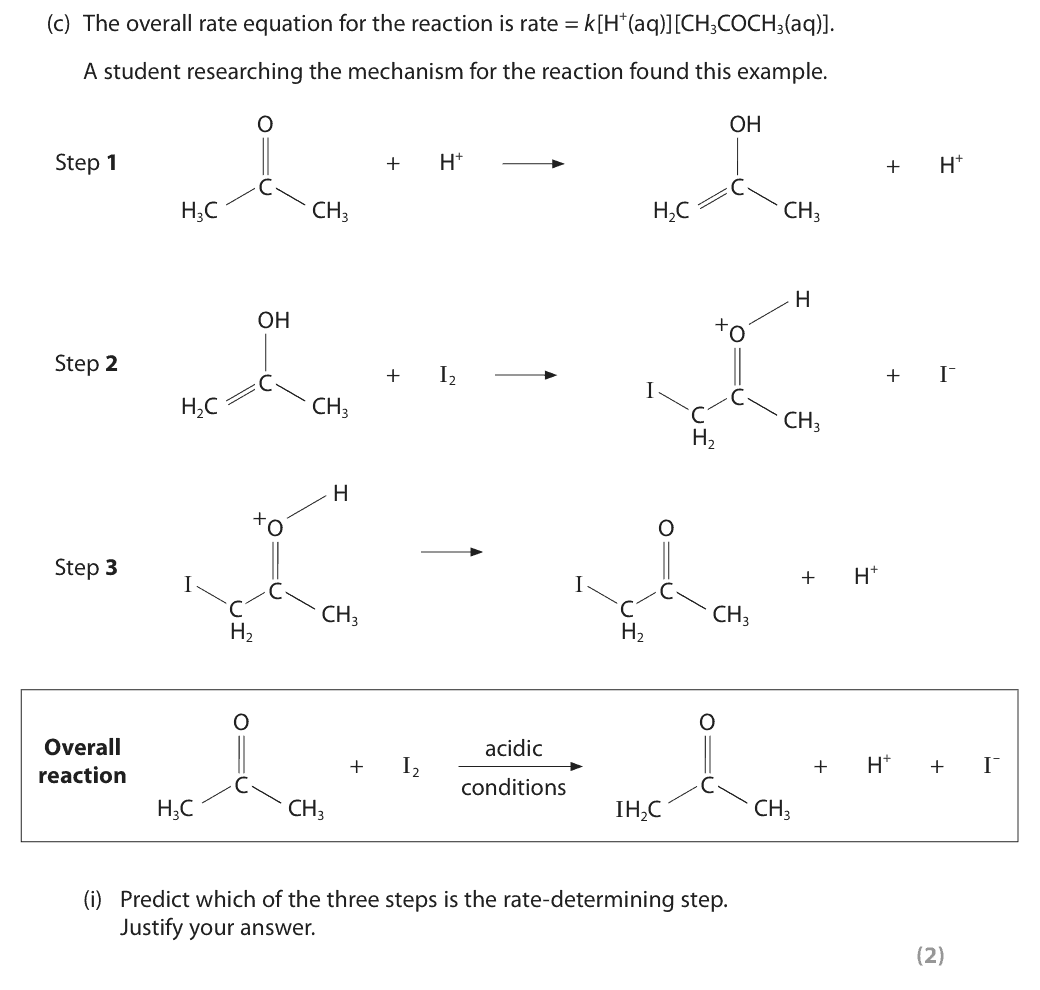 (c) The overall rate equation for the reaction is rate = k[H⁺(aq)][CH₃COCH₃(aq)].
A student researching the mechanism for the reaction found this example.
O OH
Step 1 C + H⁺ C + H⁺
H₃C CH₃ H₂C CH₃
H
OH ⁺O
Step 2 C + I₂ I C + I⁻
H₂C CH₃ C CH₃
H₂
H
⁺O O
Step 3 I C I C + H⁺
C CH₃ C CH₃
H₂ H₂
O O
Overall acidic
reaction C + I₂ conditions C + H⁺ + I⁻
H₃C CH₃ IH₂C CH₃
(i) Predict which of the three steps is the rate-determining step.
Justify your answer.
(2)